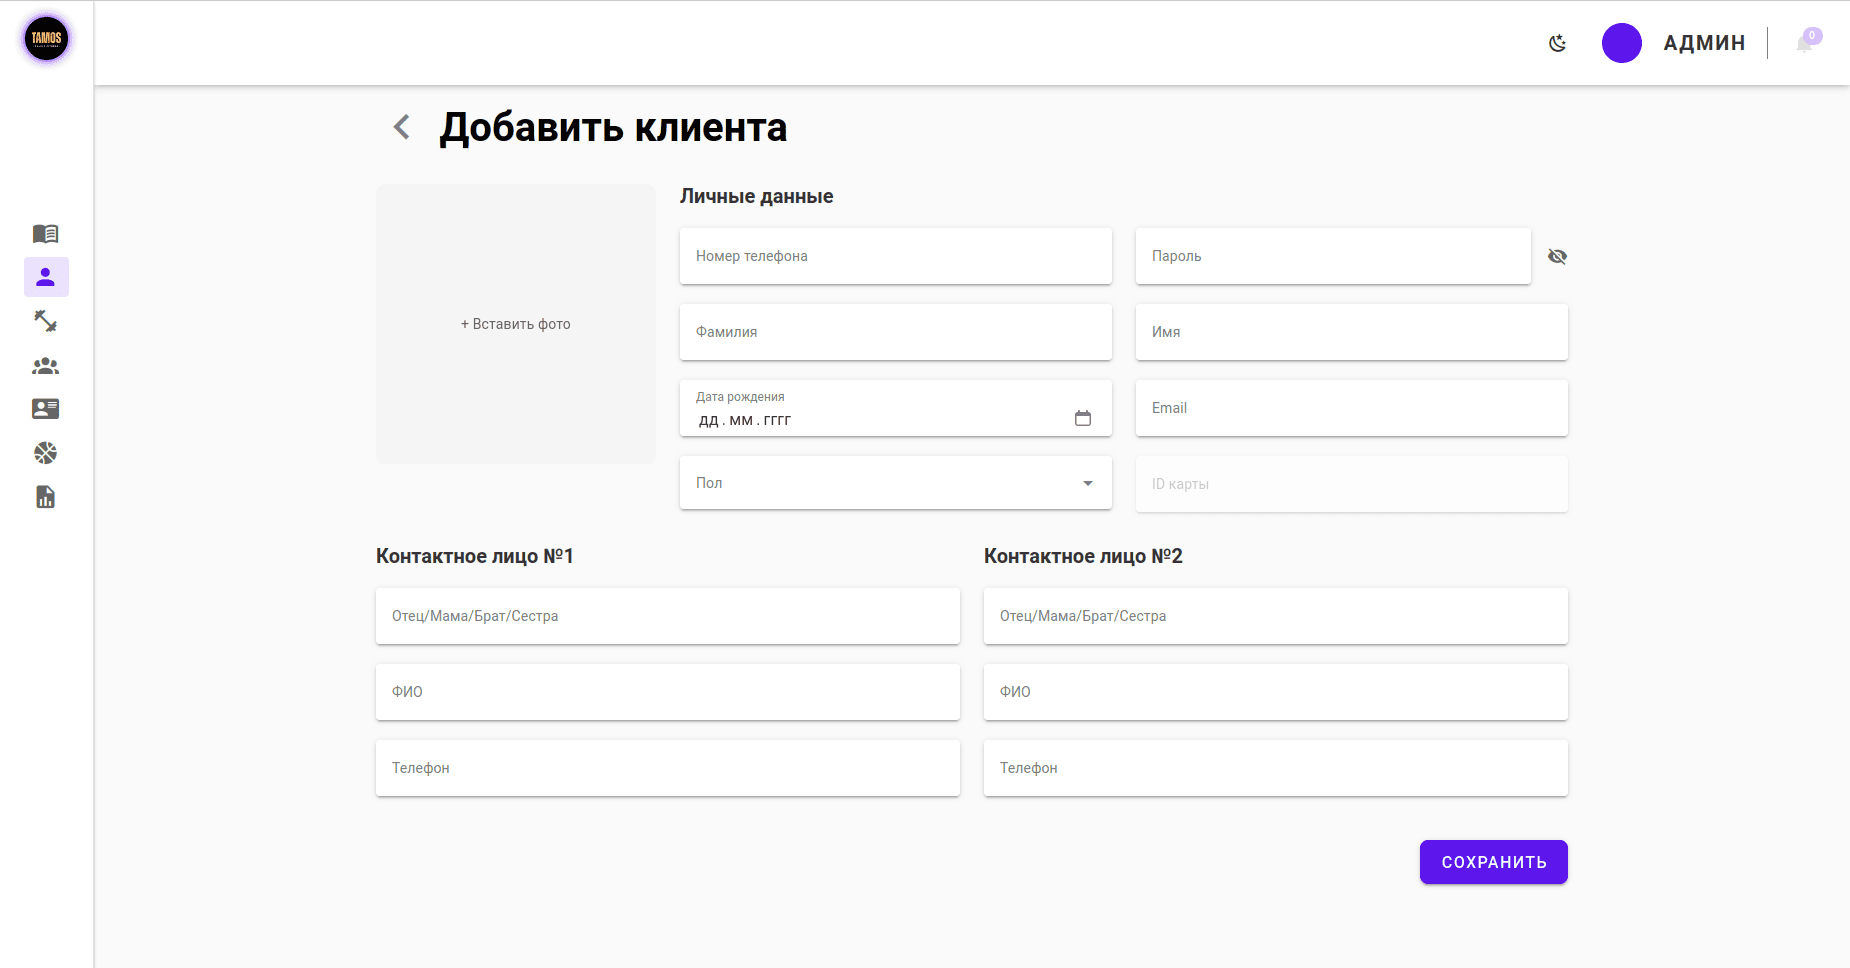 TAMOS
АДМИН
0
Добавить клиента
+ Вставить фото
Личные данные
Номер телефона
Пароль
Фамилия
Имя
Дата рождения
дд . мм . гггг
Email
Пол
ID карты
Контактное лицо №1
Контактное лицо №2
Отец/Мама/Брат/Сестра
Отец/Мама/Брат/Сестра
ФИО
ФИО
Телефон
Телефон
СОХРАНИТЬ